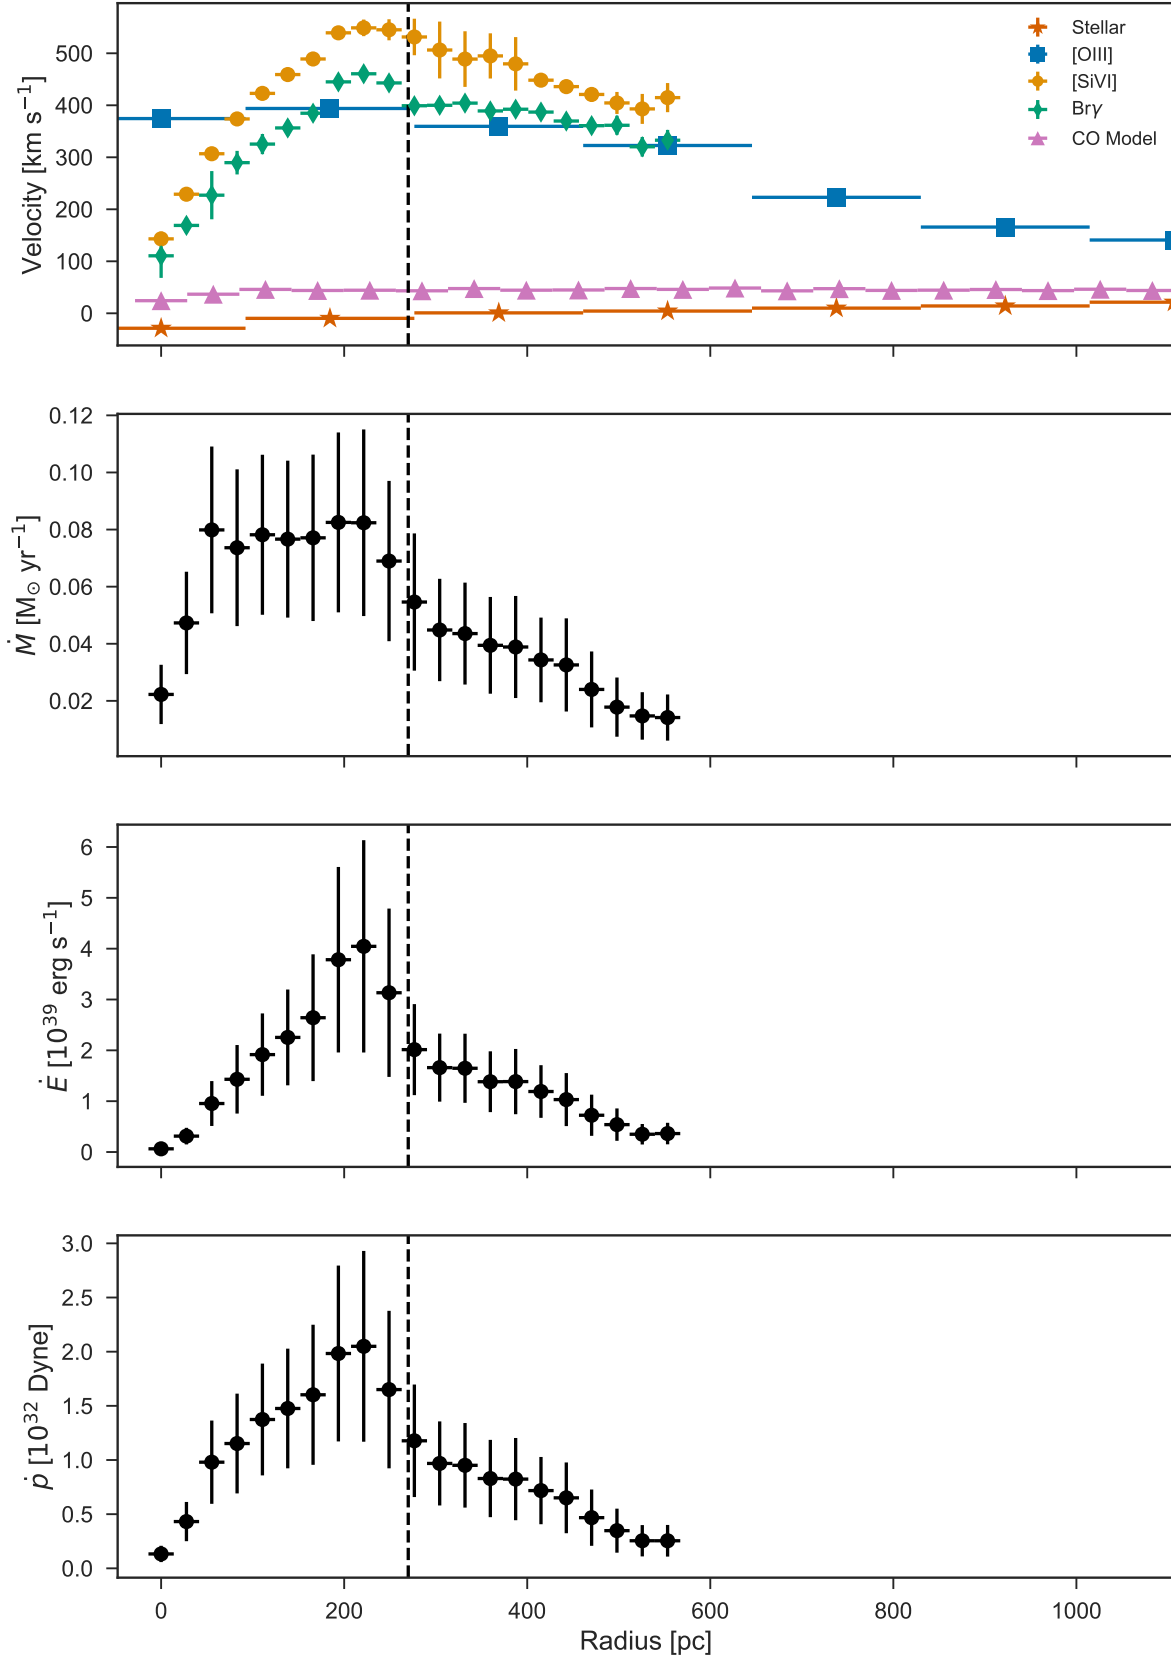 Stellar
[OIII]
[SiVI]
Brγ
CO Model
500
400
300
200
100
0
Velocity [km s⁻¹]
0.12
0.10
0.08
0.06
0.04
0.02
Ṁ [M⊙ yr⁻¹]
6
5
4
3
2
1
0
Ė [10³⁹ erg s⁻¹]
3.0
2.5
2.0
1.5
1.0
0.5
0.0
ṗ [10³² Dyne]
0 200 400 600 800 1000
Radius [pc]